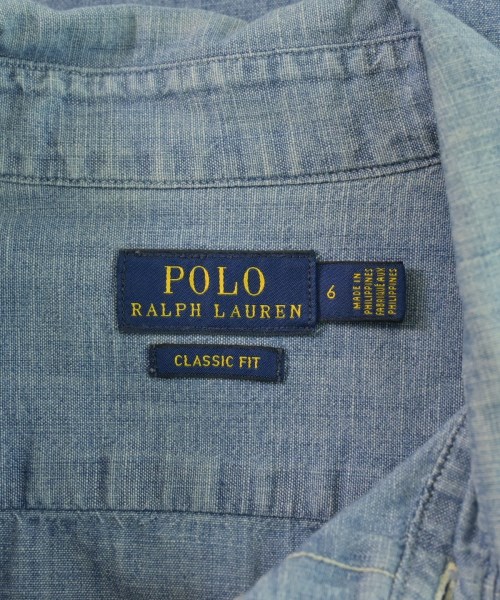 POLO
RALPH LAUREN
6
MADE IN
PHILIPPINES
FABRIQUÉ AUX
PHILIPPINES
CLASSIC FIT